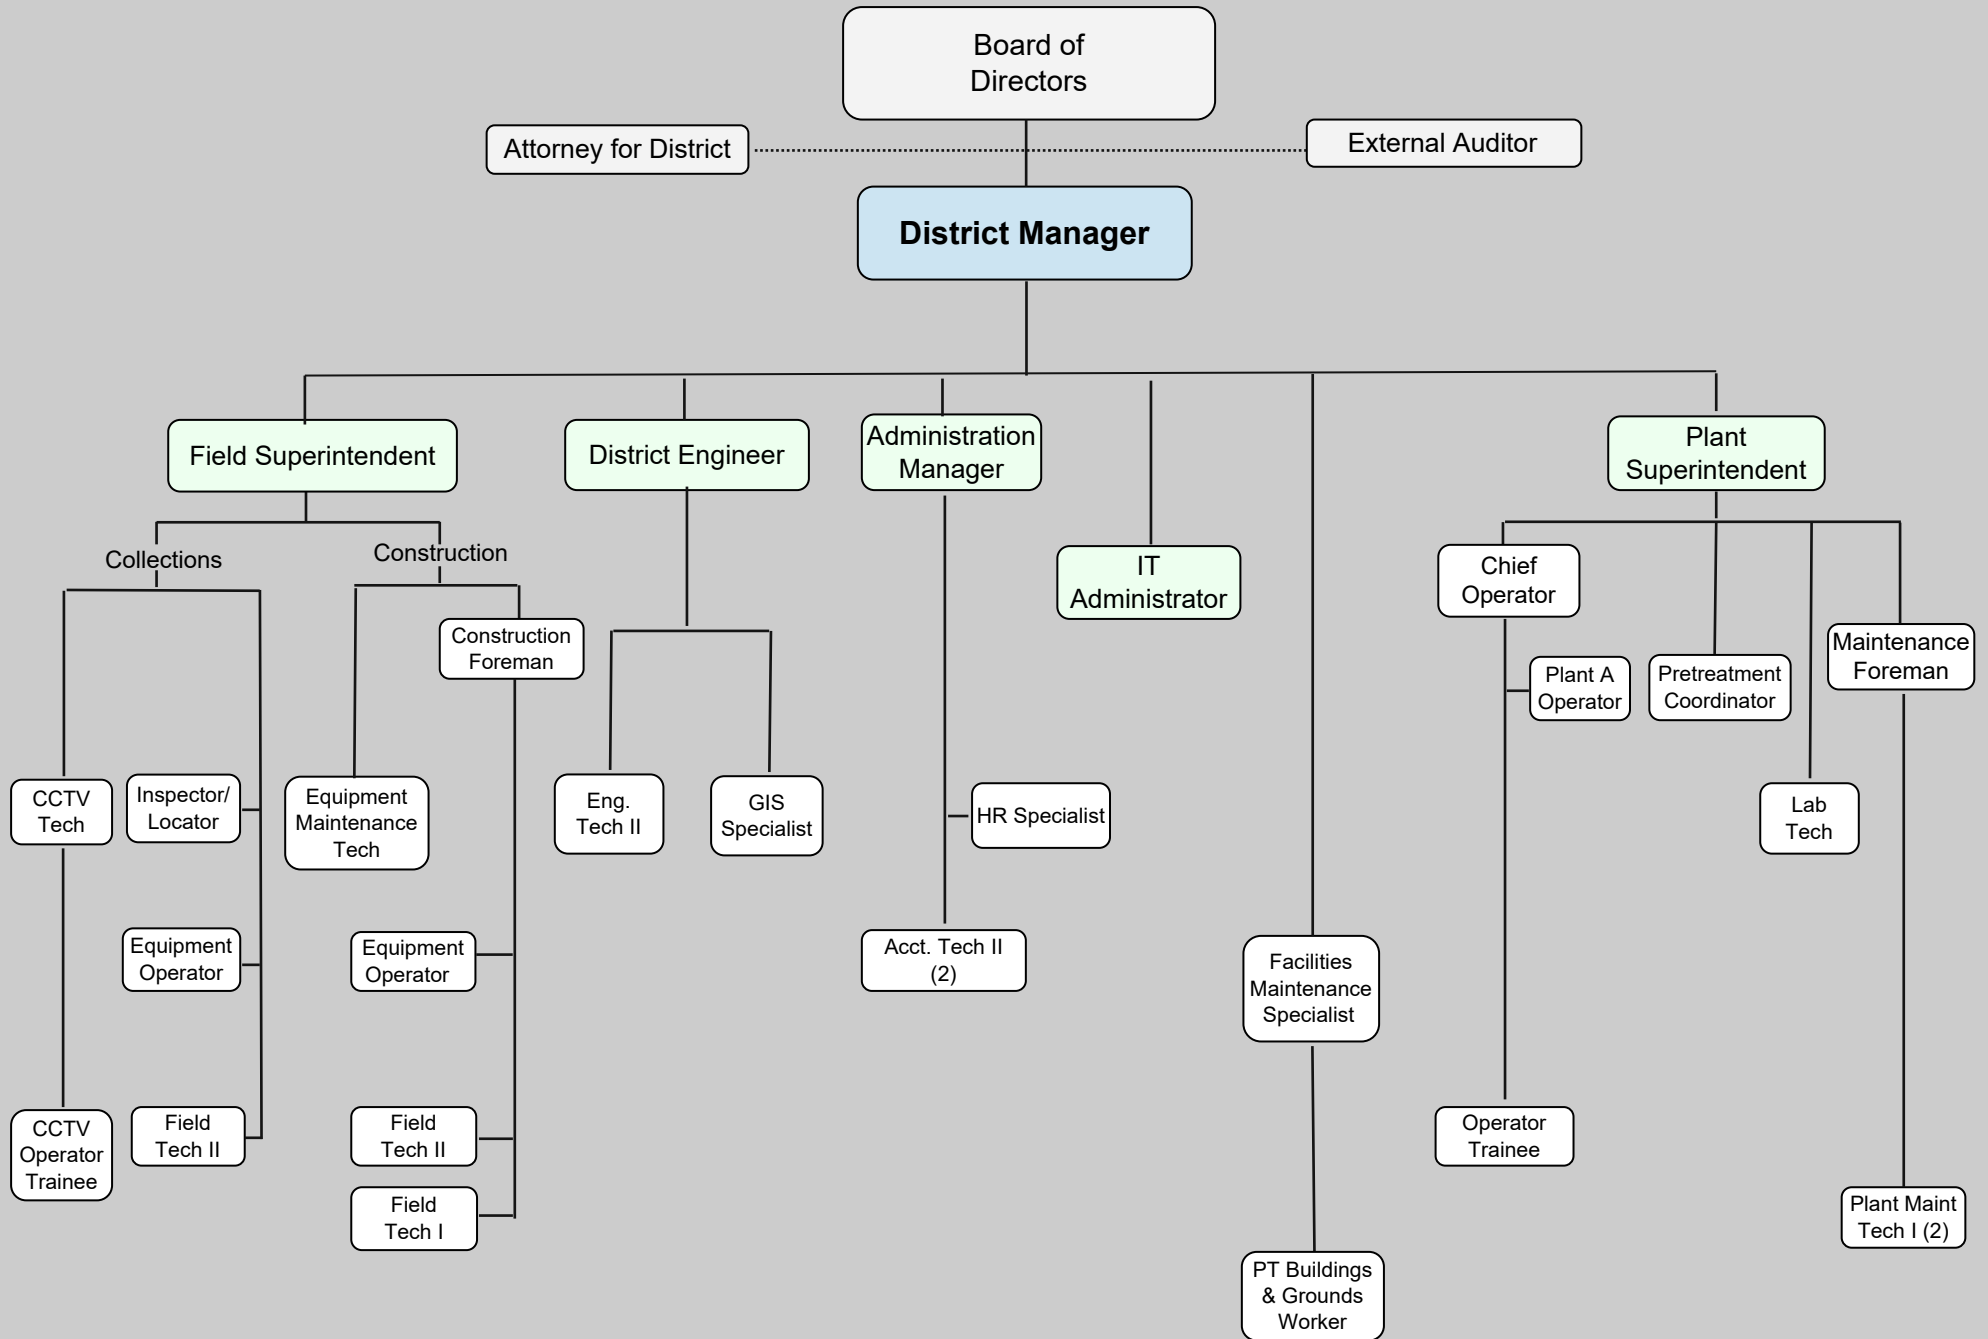 Board of
Directors
Attorney for District
External Auditor
District Manager
Field Superintendent
District Engineer
Administration
Manager
Plant
Superintendent
Collections
Construction
IT
Administrator
Chief
Operator
Construction
Foreman
Maintenance
Foreman
Plant A
Operator
Pretreatment
Coordinator
CCTV
Tech
Inspector/
Locator
Equipment
Maintenance
Tech
Eng.
Tech II
GIS
Specialist
HR Specialist
Lab
Tech
Equipment
Operator
Equipment
Operator
Acct. Tech II
(2)
Facilities
Maintenance
Specialist
CCTV
Operator
Trainee
Field
Tech II
Field
Tech II
Operator
Trainee
Field
Tech I
Plant Maint
Tech I (2)
PT Buildings
& Grounds
Worker